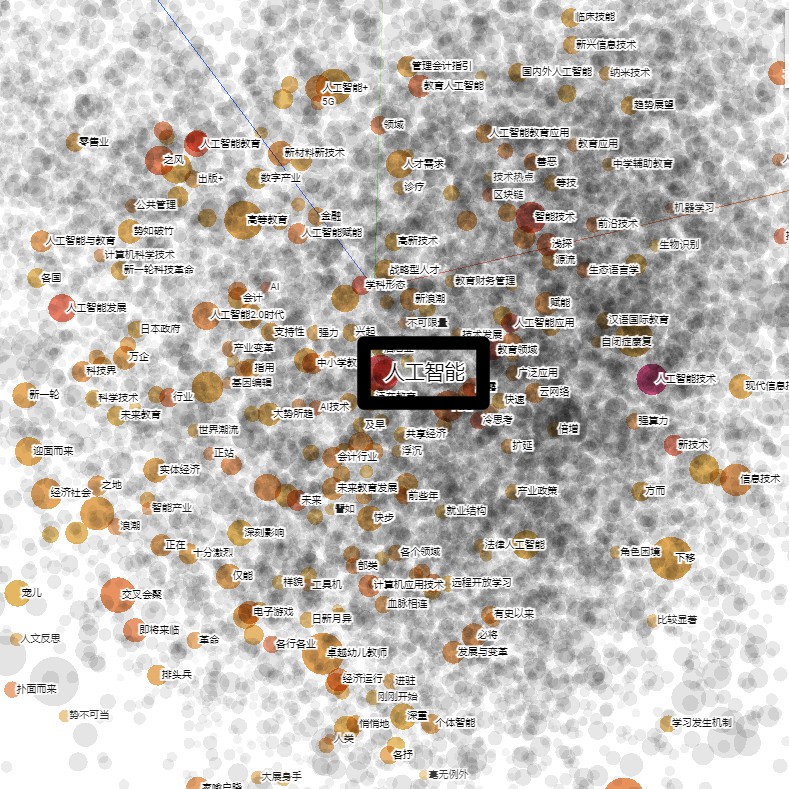 临床技能
新兴信息技术
管理会计指引
国内外人工智能
纳米技术
人工智能+
教育人工智能
5G
趋势展望
领域
零售业
人工智能教育
人工智能教育应用
教育应用
之风
新材料新技术
人才需求
善恶
中学辅助教育
出版+
数字产业
诊疗
技术热点
等技
区块链
公共管理
高等教育
金融
智能技术
前沿技术
机器学习
势如破竹
人工智能赋能
人工智能与教育
高新技术
浅探
生物识别
计算机科学技术
源流
新一轮科技革命
战略型人才
生态语言学
各国
学科形态
教育财务管理
AI
会计
新浪潮
赋能
人工智能发展
人工智能2.0时代
不可限量
人工智能应用
汉语国际教育
日本政府
支持性
强力
兴起
技术发展
自闭症康复
产业变革
教育领域
万企
中小学教
科技界
指用
人工智能
广泛应用
人工智能技术
基因编辑
现代信息
新一轮
科学技术
行业
云网络
快速
AI技术
未来教育
大势所趋
冷思考
强算力
及早
世界潮流
共享经济
倍增
迎面而来
正站
会计行业
浮沉
扩延
新技术
实体经济
信息技术
经济社会
之地
未来教育发展
产业政策
方面
未来
前些年
智能产业
譬如
就业结构
浪潮
快步
深刻影响
正在
十分激烈
各个领域
法律人工智能
角色困境
下移
部类
仅能
样貌
工具机
计算机应用技术
远程开放学习
宠儿
交叉会聚
血脉相连
电子游戏
日新月异
有史以来
比较显著
即将来临
人文反思
革命
各行各业
必将
卓越幼儿教师
发展与变革
排头兵
经济运行
进驻
扑面而来
刚刚开始
势不可当
深重
悄悄地
个体智能
学习发生机制
人类
各抒
大展身手
毫无例外
家喻户晓